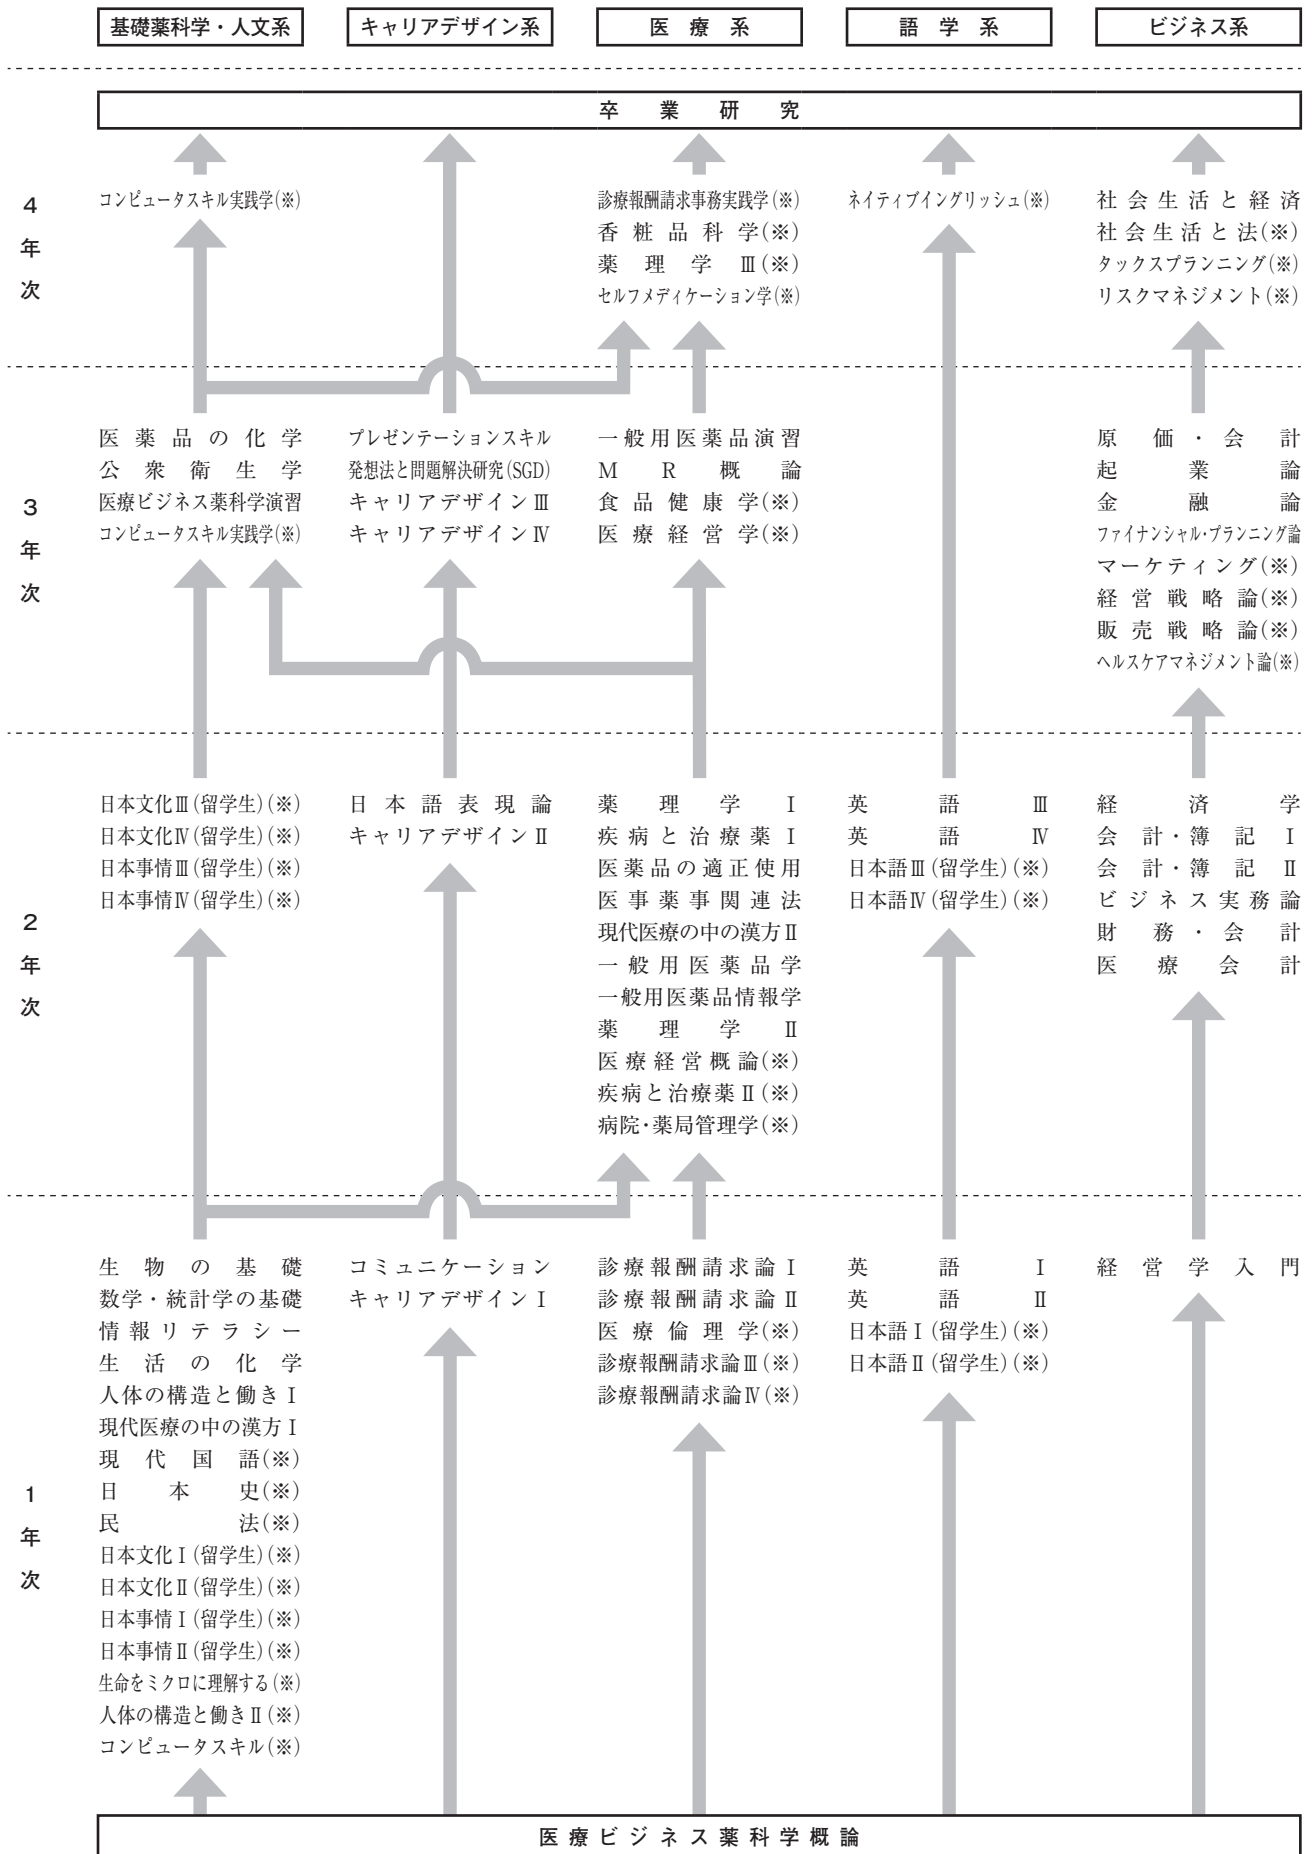 基礎薬科学・人文系
キャリアデザイン系
医療系
語学系
ビジネス系
卒業研究
4年次
コンピュータスキル実践学(※)
診療報酬請求事務実践学(※)
香粧品科学(※)
薬理学Ⅲ(※)
セルフメディケーション学(※)
ネイティブイングリッシュ(※)
社会生活と経済
社会生活と法(※)
タックスプランニング(※)
リスクマネジメント(※)
3年次
医薬品の化学
公衆衛生学
医療ビジネス薬科学演習
コンピュータスキル実践学(※)
プレゼンテーションスキル
発想法と問題解決研究(SGD)
キャリアデザインⅢ
キャリアデザインⅣ
一般用医薬品演習
MR概論
食品健康学(※)
医療経営学(※)
原価・会計
起業論
金融論
ファイナンシャル・プランニング論
マーケティング(※)
経営戦略論(※)
販売戦略論(※)
ヘルスケアマネジメント論(※)
2年次
日本文化Ⅲ(留学生)(※)
日本文化Ⅳ(留学生)(※)
日本事情Ⅲ(留学生)(※)
日本事情Ⅳ(留学生)(※)
日本語表現論
キャリアデザインⅡ
薬理学Ⅰ
疾病と治療薬Ⅰ
医薬品の適正使用
医事薬事関連法
現代医療の中の漢方Ⅱ
一般用医薬品学
一般用医薬品情報学
薬理学Ⅱ
医療経営概論(※)
疾病と治療薬Ⅱ(※)
病院・薬局管理学(※)
英語Ⅲ
英語Ⅳ
日本語Ⅲ(留学生)(※)
日本語Ⅳ(留学生)(※)
経済学
会計・簿記Ⅰ
会計・簿記Ⅱ
ビジネス実務論
財務・会計
医療会計
1年次
生物の基礎
数学・統計学の基礎
情報リテラシー
生活の化学
人体の構造と働きⅠ
現代医療の中の漢方Ⅰ
現代国語(※)
日本史(※)
民法(※)
日本文化Ⅰ(留学生)(※)
日本文化Ⅱ(留学生)(※)
日本事情Ⅰ(留学生)(※)
日本事情Ⅱ(留学生)(※)
生命をミクロに理解する(※)
人体の構造と働きⅡ(※)
コンピュータスキル(※)
コミュニケーション
キャリアデザインⅠ
診療報酬請求論Ⅰ
診療報酬請求論Ⅱ
医療倫理学(※)
診療報酬請求論Ⅲ(※)
診療報酬請求論Ⅳ(※)
英語Ⅰ
英語Ⅱ
日本語Ⅰ(留学生)(※)
日本語Ⅱ(留学生)(※)
経営学入門
医療ビジネス薬科学概論